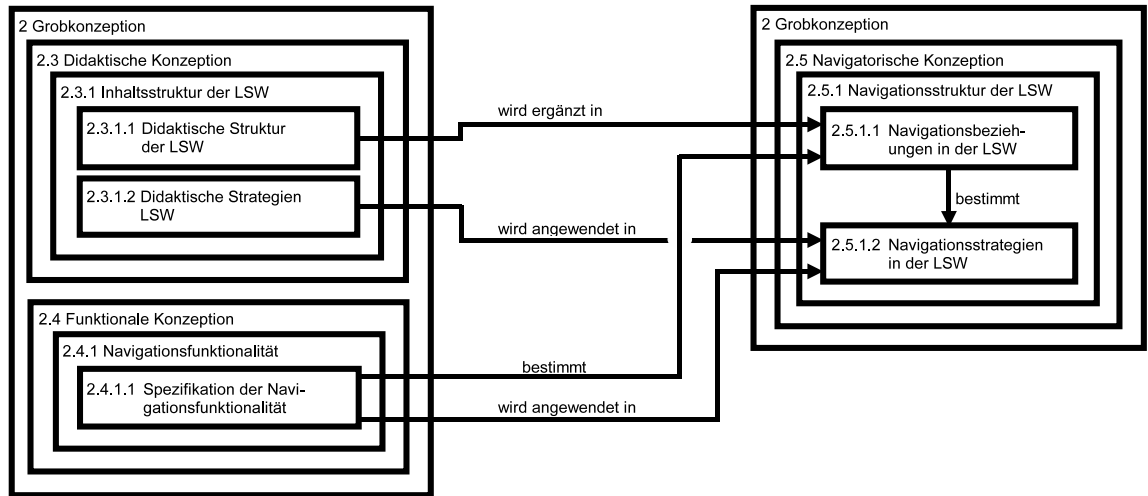 2 Grobkonzeption
2.3 Didaktische Konzeption
2.3.1 Inhaltsstruktur der LSW
2.3.1.1 Didaktische Struktur
der LSW
2.3.1.2 Didaktische Strategien
LSW
2.4 Funktionale Konzeption
2.4.1 Navigationsfunktionalität
2.4.1.1 Spezifikation der Navi-
gationsfunktionalität
wird ergänzt in
wird angewendet in
bestimmt
wird angewendet in
2 Grobkonzeption
2.5 Navigatorische Konzeption
2.5.1 Navigationsstruktur der LSW
2.5.1.1 Navigationsbezieh-
ungen in der LSW
bestimmt
2.5.1.2 Navigationsstrategien
in der LSW